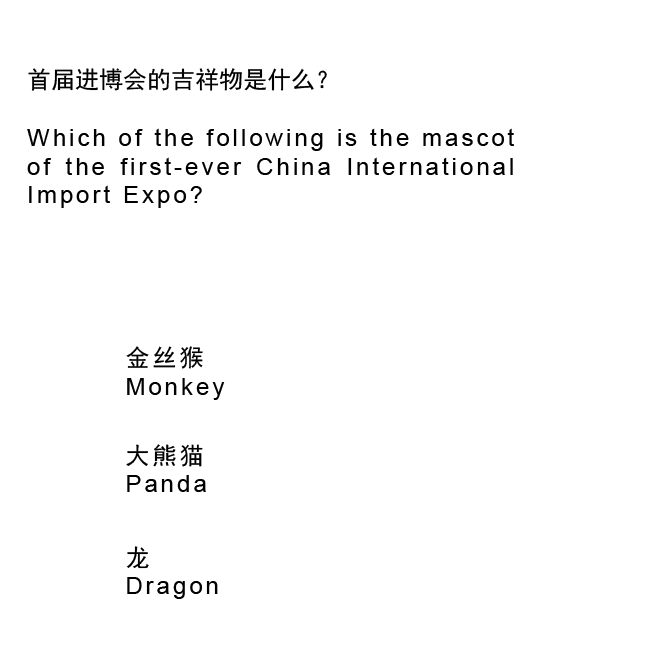 首届进博会的吉祥物是什么？
Which of the following is the mascot
of the first-ever China International
Import Expo?
金丝猴
Monkey
大熊猫
Panda
龙
Dragon